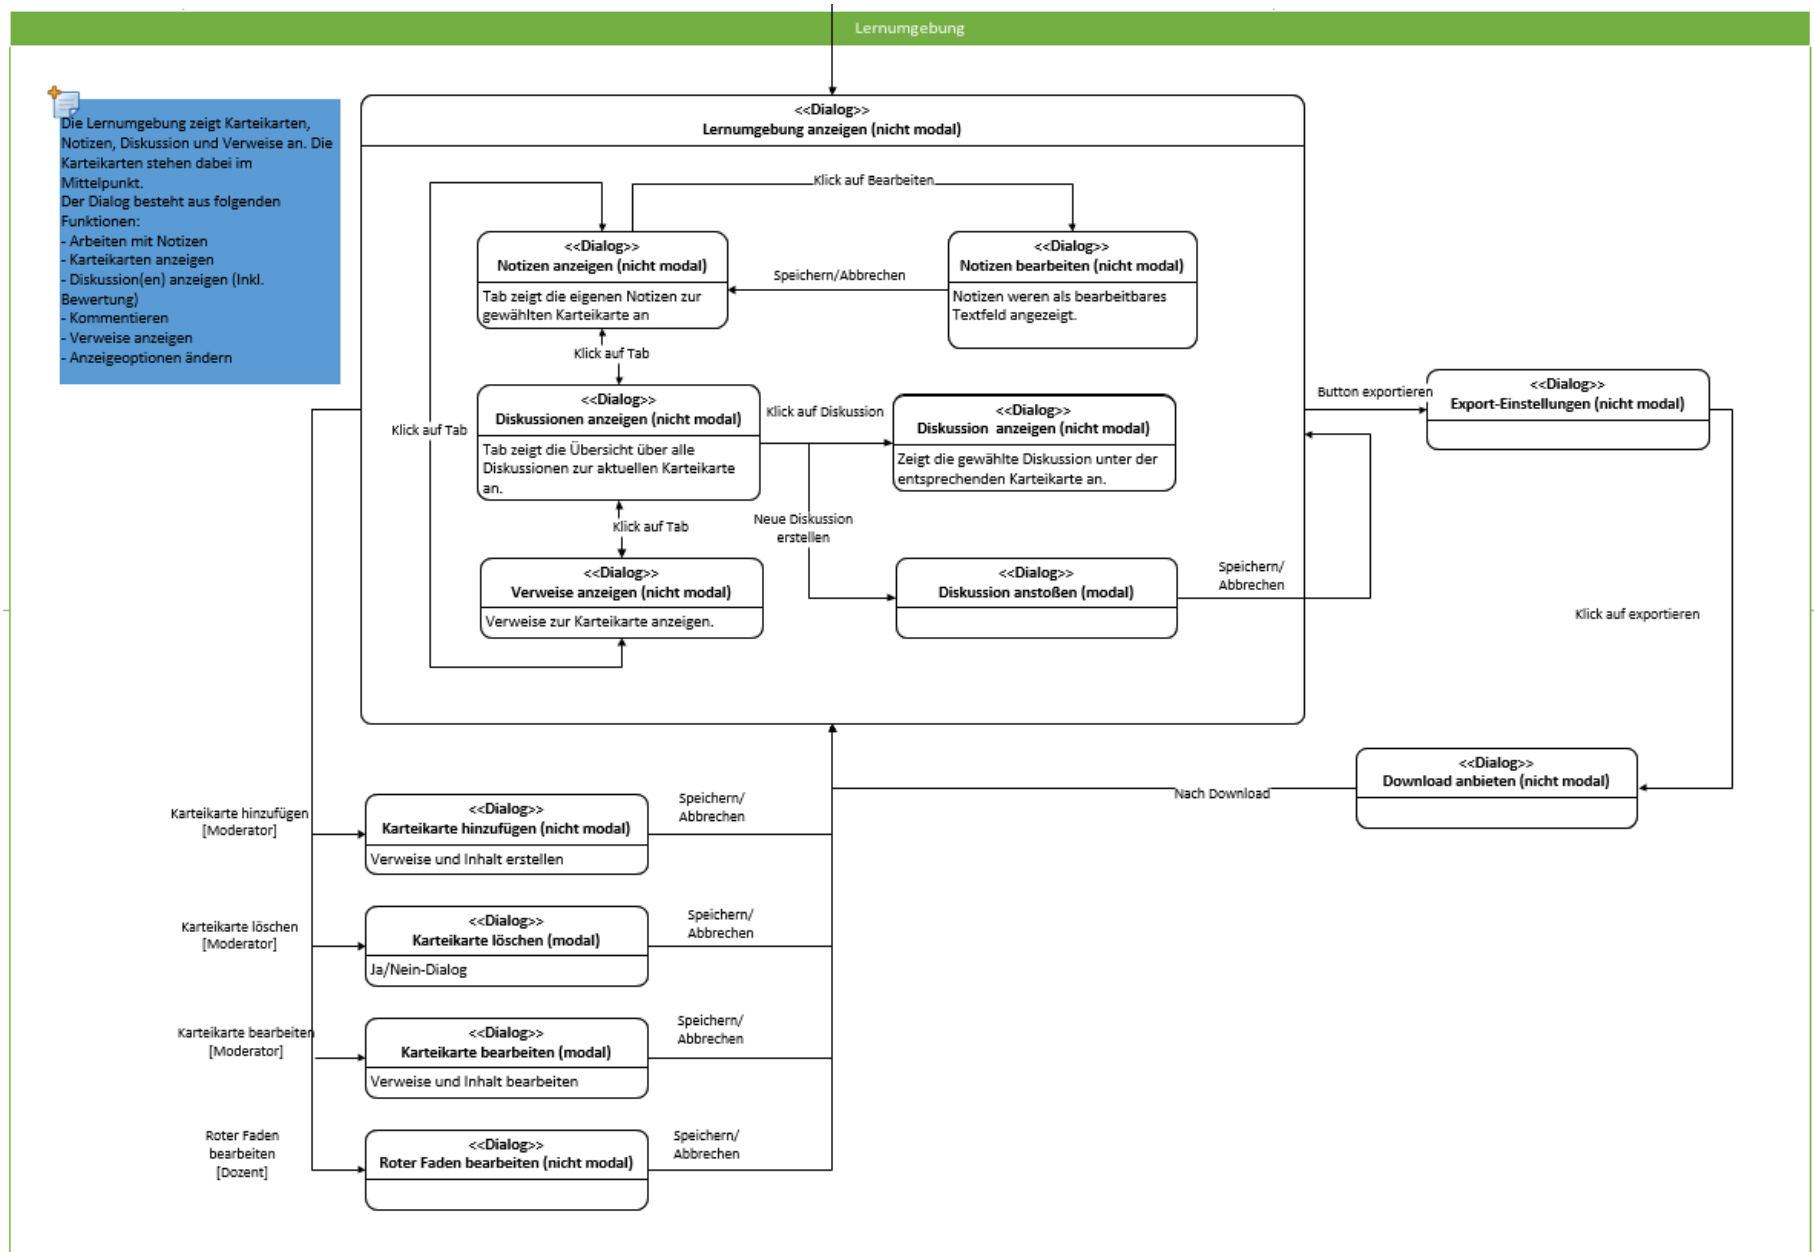 Lernumgebung
Die Lernumgebung zeigt Karteikarten,
Notizen, Diskussion und Verweise an. Die
Karteikarten stehen dabei im
Mittelpunkt.
Der Dialog besteht aus folgenden
Funktionen:
- Arbeiten mit Notizen
- Karteikarten anzeigen
- Diskussion(en) anzeigen (Inkl.
Bewertung)
- Kommentieren
- Verweise anzeigen
- Anzeigeoptionen ändern
<<Dialog>>
Lernumgebung anzeigen (nicht modal)
Klick auf Bearbeiten
<<Dialog>>
Notizen anzeigen (nicht modal)
Tab zeigt die eigenen Notizen zur
gewählten Karteikarte an
Speichern/Abbrechen
<<Dialog>>
Notizen bearbeiten (nicht modal)
Notizen weren als bearbeitbares
Textfeld angezeigt.
Klick auf Tab
Klick auf Tab
<<Dialog>>
Diskussionen anzeigen (nicht modal)
Tab zeigt die Übersicht über alle
Diskussionen zur aktuellen Karteikarte
an.
Klick auf Diskussion
<<Dialog>>
Diskussion  anzeigen (nicht modal)
Zeigt die gewählte Diskussion unter der
entsprechenden Karteikarte an.
Button exportieren
<<Dialog>>
Export-Einstellungen (nicht modal)
Klick auf Tab
Neue Diskussion
erstellen
<<Dialog>>
Verweise anzeigen (nicht modal)
Verweise zur Karteikarte anzeigen.
<<Dialog>>
Diskussion anstoßen (modal)
Speichern/
Abbrechen
Klick auf exportieren
<<Dialog>>
Download anbieten (nicht modal)
Nach Download
Karteikarte hinzufügen
[Moderator]
<<Dialog>>
Karteikarte hinzufügen (nicht modal)
Verweise und Inhalt erstellen
Speichern/
Abbrechen
Karteikarte löschen
[Moderator]
<<Dialog>>
Karteikarte löschen (modal)
Ja/Nein-Dialog
Speichern/
Abbrechen
Karteikarte bearbeiten
[Moderator]
<<Dialog>>
Karteikarte bearbeiten (modal)
Verweise und Inhalt bearbeiten
Speichern/
Abbrechen
Roter Faden
bearbeiten
[Dozent]
<<Dialog>>
Roter Faden bearbeiten (nicht modal)
Speichern/
Abbrechen